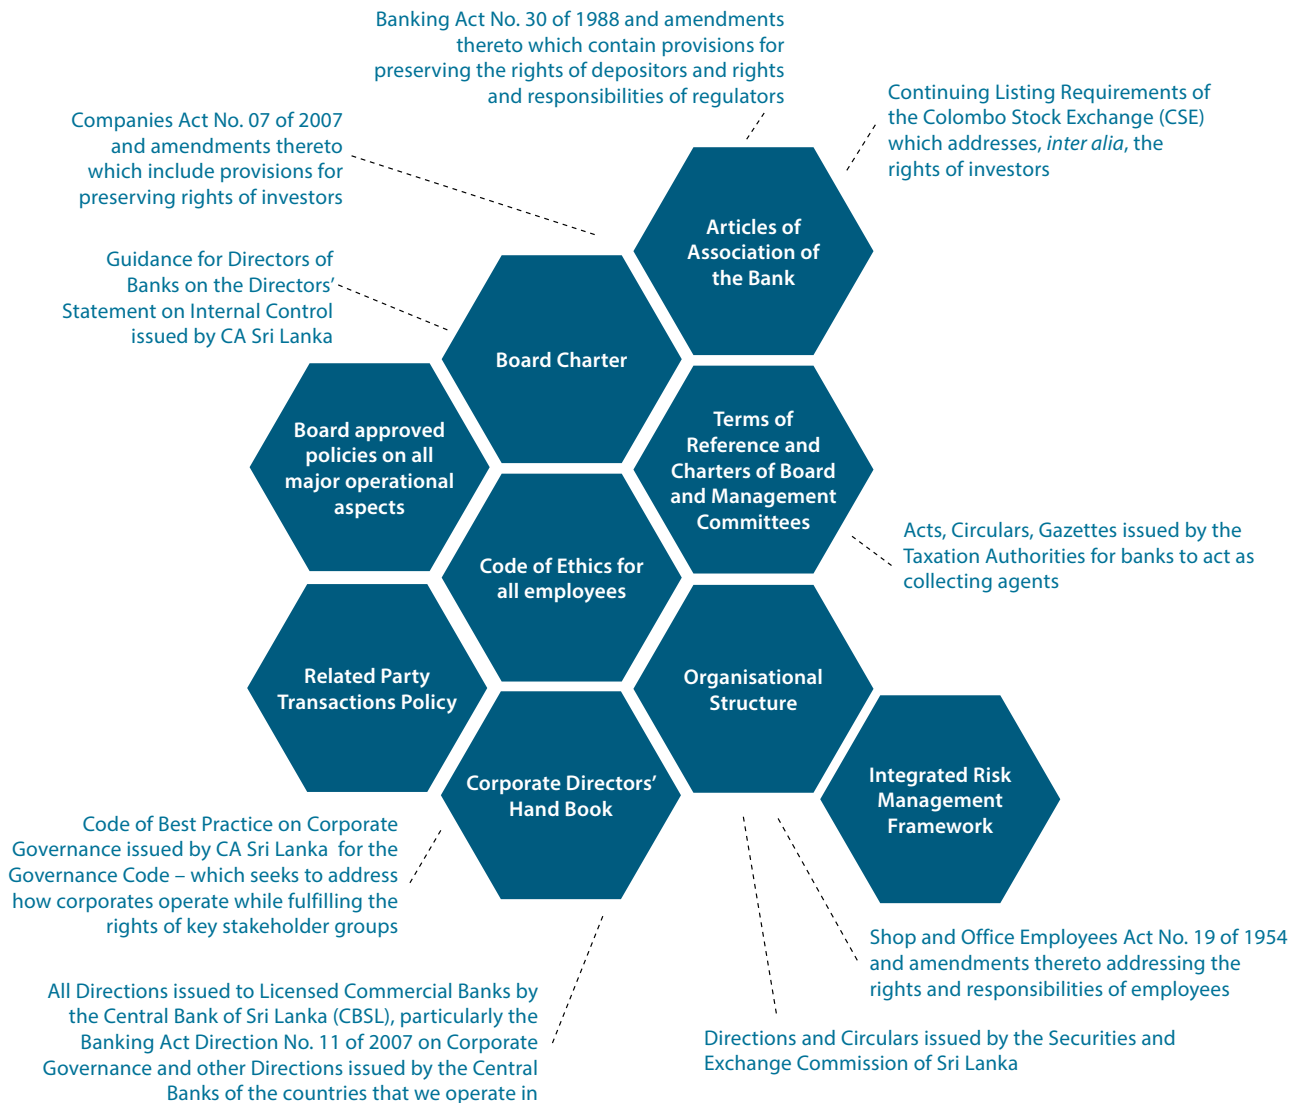 Banking Act No. 30 of 1988 and amendments
thereto which contain provisions for
preserving the rights of depositors and rights
and responsibilities of regulators
Continuing Listing Requirements of
the Colombo Stock Exchange (CSE)
which addresses, inter alia, the
rights of investors
Companies Act No. 07 of 2007
and amendments thereto
which include provisions for
preserving rights of investors
Articles of
Association of
the Bank
Guidance for Directors of
Banks on the Directors’
Statement on Internal Control
issued by CA Sri Lanka
Board Charter
Board approved
policies on all
major operational
aspects
Terms of
Reference and
Charters of Board
and Management
Committees
Acts, Circulars, Gazettes issued by the
Taxation Authorities for banks to act as
collecting agents
Code of Ethics for
all employees
Related Party
Transactions Policy
Organisational
Structure
Corporate Directors’
Hand Book
Integrated Risk
Management
Framework
Code of Best Practice on Corporate
Governance issued by CA Sri Lanka for the
Governance Code – which seeks to address
how corporates operate while fulfilling the
rights of key stakeholder groups
Shop and Office Employees Act No. 19 of 1954
and amendments thereto addressing the
rights and responsibilities of employees
All Directions issued to Licensed Commercial Banks by
the Central Bank of Sri Lanka (CBSL), particularly the
Banking Act Direction No. 11 of 2007 on Corporate
Governance and other Directions issued by the Central
Banks of the countries that we operate in
Directions and Circulars issued by the Securities and
Exchange Commission of Sri Lanka